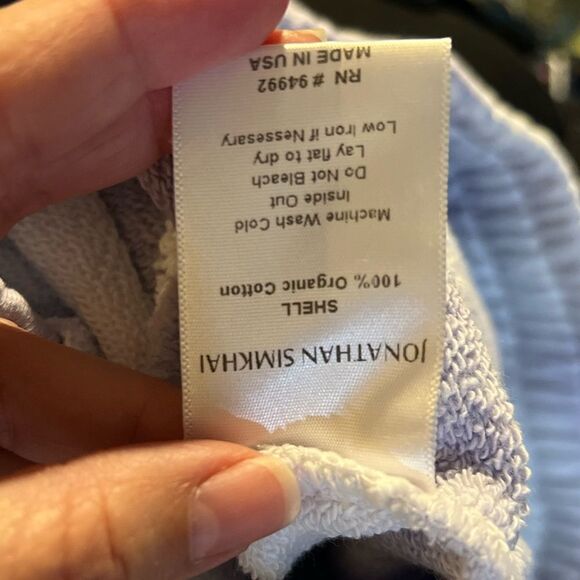 JONATHAN SIMKHAI
SHELL
100% Organic Cotton
Machine Wash Cold
Inside Out
Do Not Bleach
Lay flat to dry
Low Iron if Nessesary
RN # 94992
MADE IN USA